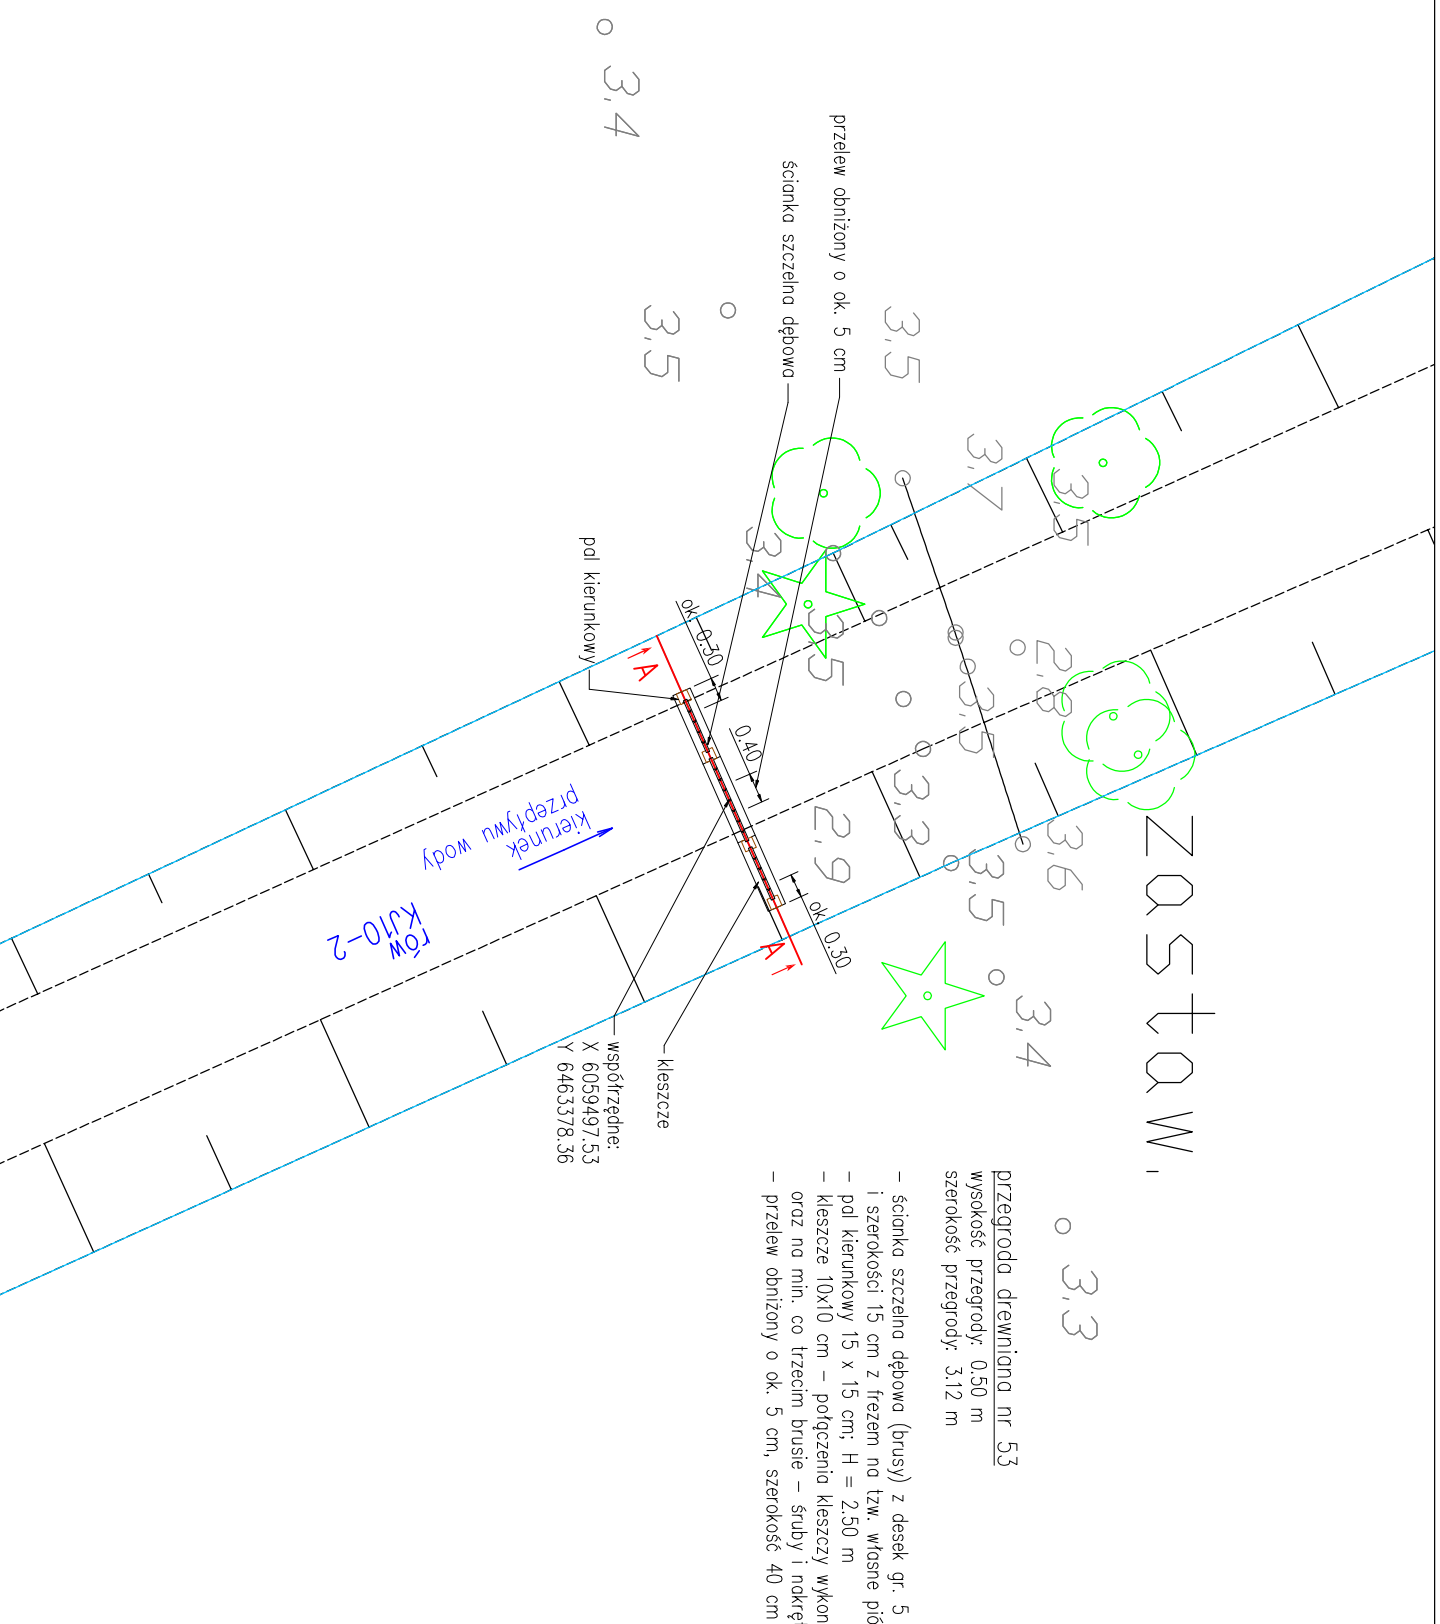 przelew obniżony o ok. 5 cm
ścianka szczelna dębowa
pal kierunkowy
ok. 0.30
0.40
ok. 0.30
A
A
kierunek
przepływu wody
rów
KJ10-2
kleszcze
współrzędne:
X 6059497.53
Y 6463378.36
zastaw.
przegroda drewniana nr 53
wysokość przegrody: 0.50 m
szerokość przegrody: 3.12 m
- ścianka szczelna dębowa (brusy) z desek gr. 5
i szerokości 15 cm z frezem na tzw. własne pió
- pal kierunkowy 15 x 15 cm; H = 2.50 m
- kleszcze 10x10 cm - połączenia kleszczy wykon
oraz na min. co trzecim brusie - śruby i nakręt
- przelew obniżony o ok. 5 cm, szerokość 40 cm
3.4
3.5
3.5
3.7
3.5
3.4
3.5
2.8
3.5
3.3
2.9
3.6
3.5
3.4
3.3